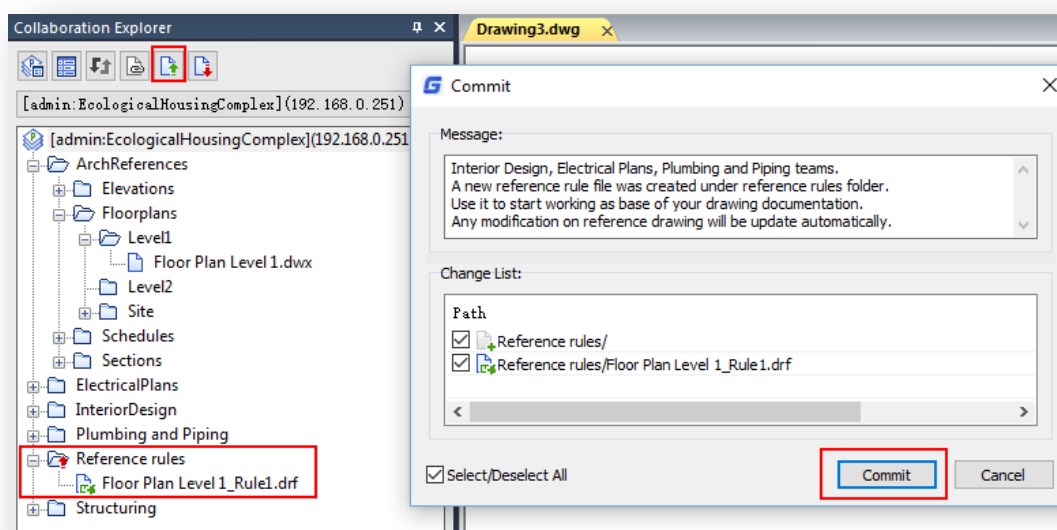 Collaboration Explorer
Drawing3.dwg
[admin:EcologicalHousingComplex](192.168.0.251)
[admin:EcologicalHousingComplex](192.168.0.251
ArchReferences
Elevations
Floorplans
Level1
Floor Plan Level 1.dwx
Level2
Site
Schedules
Sections
ElectricalPlans
InteriorDesign
Plumbing and Piping
Reference rules
Floor Plan Level 1_Rule1.drf
Structuring
Commit
Message:
Interior Design, Electrical Plans, Plumbing and Piping teams.
A new reference rule file was created under reference rules folder.
Use it to start working as base of your drawing documentation.
Any modification on reference drawing will be update automatically.
Change List:
Path
Reference rules/
Reference rules/Floor Plan Level 1_Rule1.drf
Select/Deselect All
Commit
Cancel